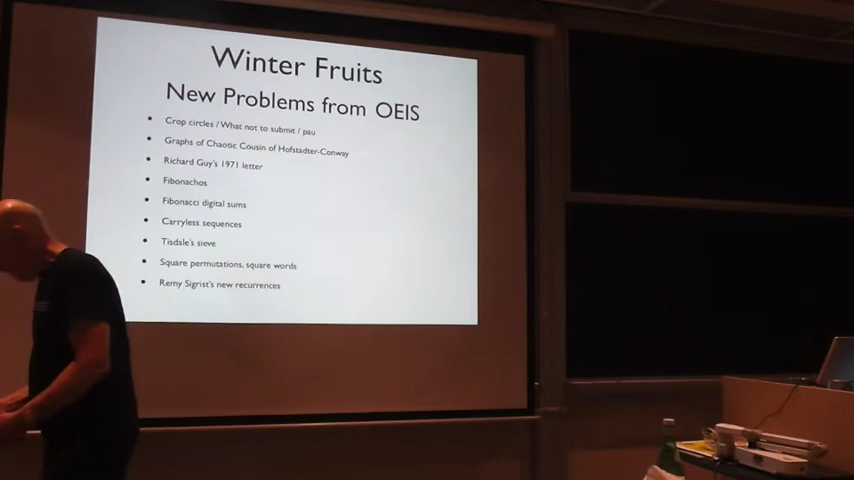 Winter Fruits
New Problems from OEIS
• Crop circles / What not to submit / pau
• Graphs of Chaotic Cousin of Hofstadter-Conway
• Richard Guy's 1971 letter
• Fibonachos
• Fibonacci digital sums
• Carryless sequences
• Tisdale's sieve
• Square permutations, square words
• Remy Sigrist's new recurrences